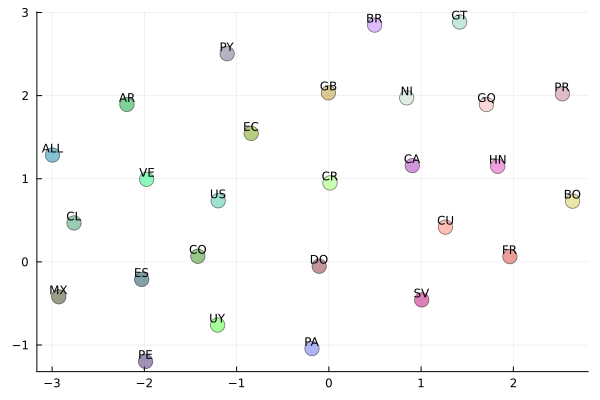 3
BR
GT
PY
2
AR
GB
NI
GQ
PR
EC
ALL
1
VE
US
CR
CA
HN
BO
CL
CU
0
MX
ES
CO
DO
FR
SV
UY
−1
PE
PA
−3
−2
−1
0
1
2